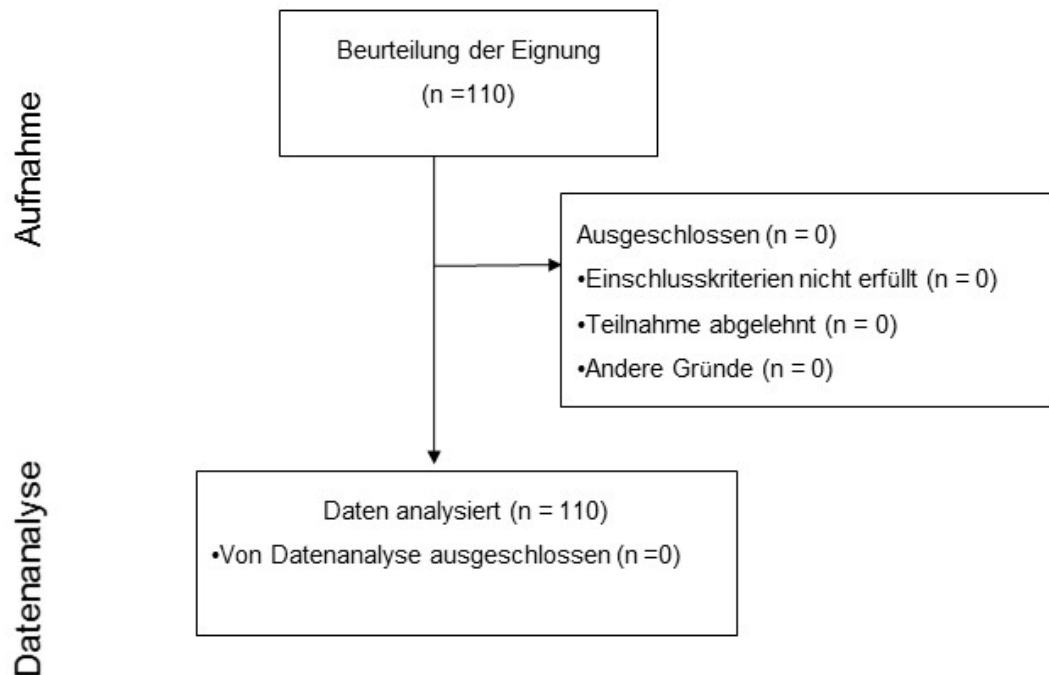 Aufnahme
Beurteilung der Eignung
(n =110)
Ausgeschlossen (n = 0)
•Einschlusskriterien nicht erfüllt (n = 0)
•Teilnahme abgelehnt (n = 0)
•Andere Gründe (n = 0)
Datenanalyse
Daten analysiert (n = 110)
•Von Datenanalyse ausgeschlossen (n =0)